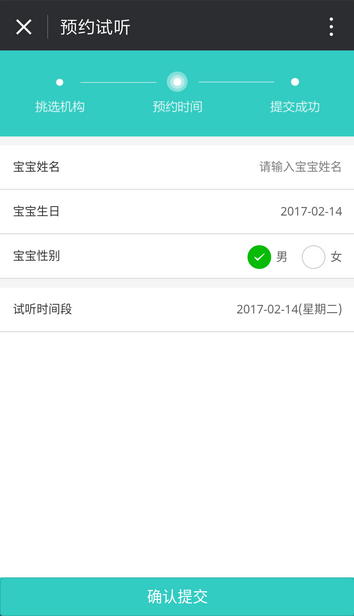 预约试听
挑选机构 预约时间 提交成功
宝宝姓名 请输入宝宝姓名
宝宝生日 2017-02-14
宝宝性别 男 女
试听时间段 2017-02-14(星期二)
确认提交